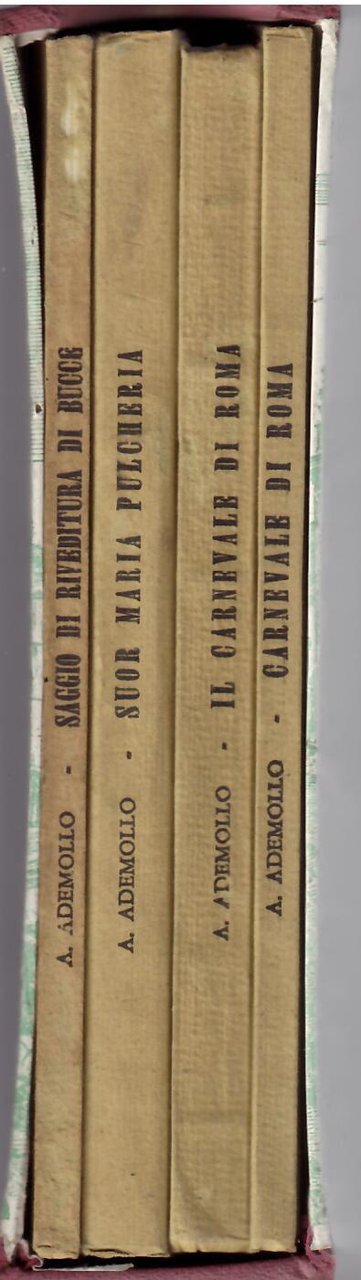 A. ADEMOLLO - SAGGIO DI RIVEDITURA DI BUCCE
A. ADEMOLLO - SUOR MARIA PULCHERIA
A. ADEMOLLO - IL CARNEVALE DI ROMA
A. ADEMOLLO - CARNEVALE DI ROMA